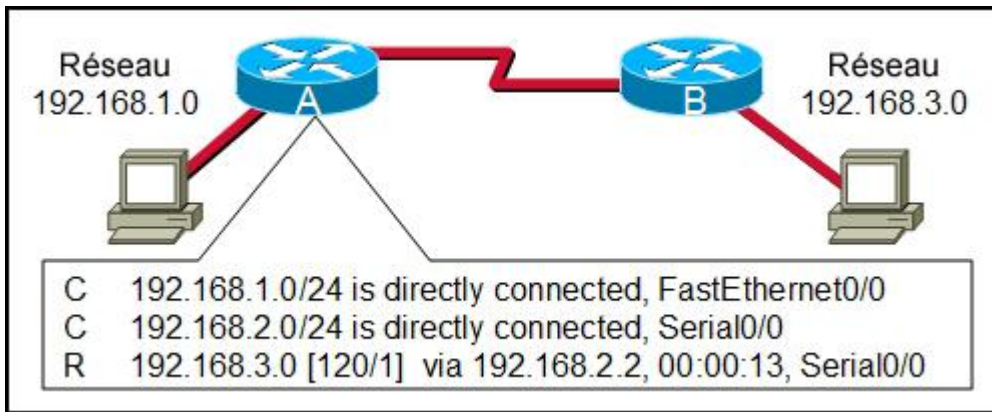 Réseau
192.168.1.0
A
B
Réseau
192.168.3.0
C 192.168.1.0/24 is directly connected, FastEthernet0/0
C 192.168.2.0/24 is directly connected, Serial0/0
R 192.168.3.0 [120/1] via 192.168.2.2, 00:00:13, Serial0/0